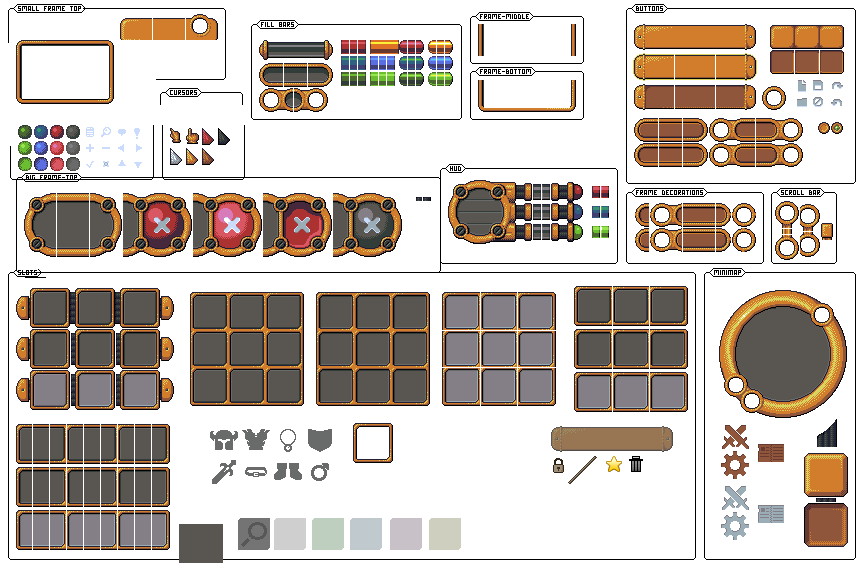 SMALL FRAME TOP
FILL BARS
FRAME-MIDDLE
BUTTONS
FRAME-BOTTOM
CURSORS
HUD
BIG FRAME-TOP
FRAME DECORATIONS
SCROLL BAR
SLOTS
MINIMAP